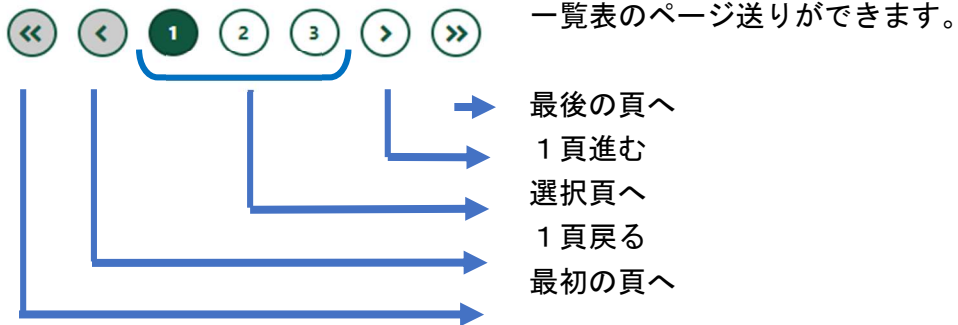 « ‹ 1 2 3 › »
一覧表のページ送りができます。
最後の頁へ
１頁進む
選択頁へ
１頁戻る
最初の頁へ